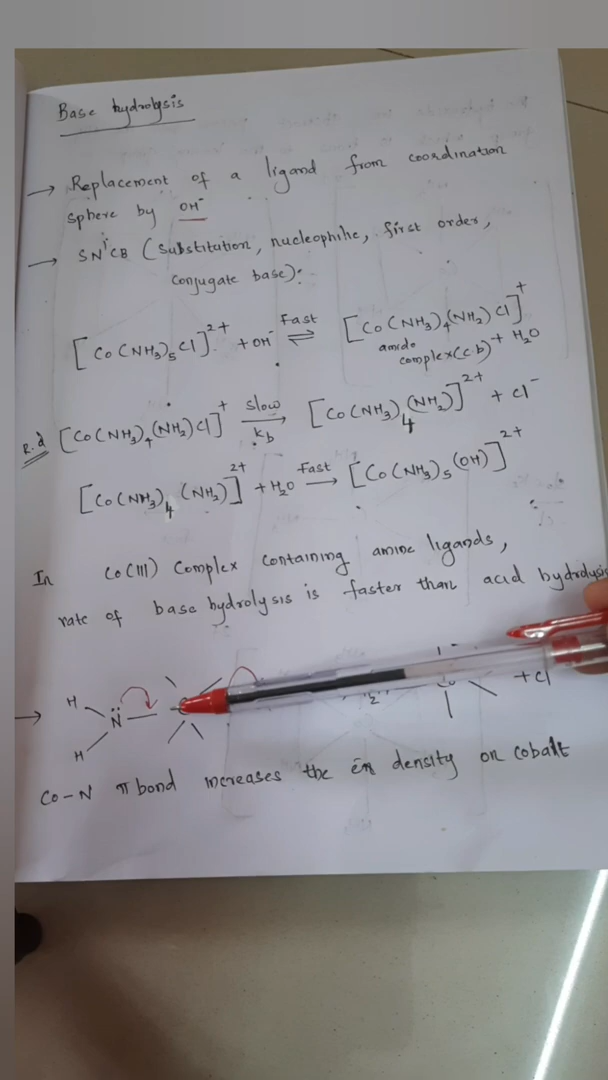 Base hydrolysis
→ Replacement of a ligand from coordination
sphere by OH⁻
→ SN¹CB (Substitution, nucleophilic, first order,
Conjugate base):
[Co(NH₃)₅Cl]²⁺ + OH⁻ Fast ⇌ [Co(NH₃)₄(NH₂)Cl]⁺
amido
complex(c.b) + H₂O
R.d [Co(NH₃)₄(NH₂)Cl]⁺ slow → kb [Co(NH₃)₄(NH₂)]²⁺ + Cl⁻
[Co(NH₃)₄(NH₂)]²⁺ + H₂O Fast → [Co(NH₃)₅(OH)]²⁺
In Co(III) Complex containing amine ligands,
rate of base hydrolysis is faster than acid hydrolysis
→ H N̈ +Cl
H
Co–N π bond increases the density on cobalt